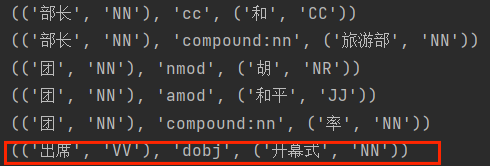 (('部长', 'NN'), 'cc', ('和', 'CC'))
(('部长', 'NN'), 'compound:nn', ('旅游部', 'NN'))
(('团', 'NN'), 'nmod', ('胡', 'NR'))
(('团', 'NN'), 'amod', ('和平', 'JJ'))
(('团', 'NN'), 'compound:nn', ('率', 'NN'))
(('出席', 'VV'), 'dobj', ('开幕式', 'NN'))